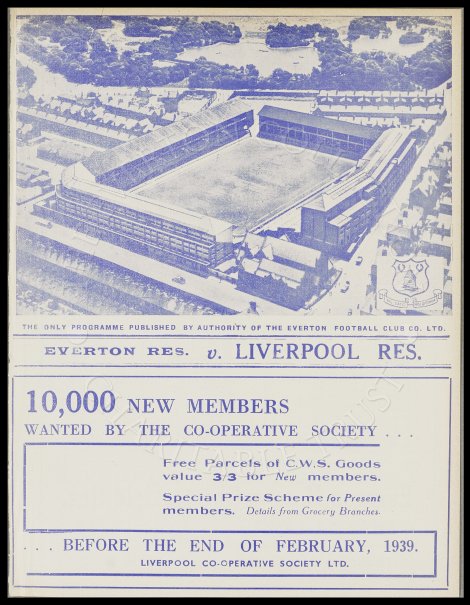 THE ONLY PROGRAMME PUBLISHED BY AUTHORITY OF THE EVERTON FOOTBALL CLUB CO. LTD.
EVERTON RES. v. LIVERPOOL RES.
10,000 NEW MEMBERS
WANTED BY THE CO-OPERATIVE SOCIETY ...
Free Parcels of C.W.S. Goods
value 3/3 for New members.
Special Prize Scheme for Present
members. Details from Grocery Branches.
... BEFORE THE END OF FEBRUARY, 1939.
LIVERPOOL CO-OPERATIVE SOCIETY LTD.
CHARITABLE TRUST